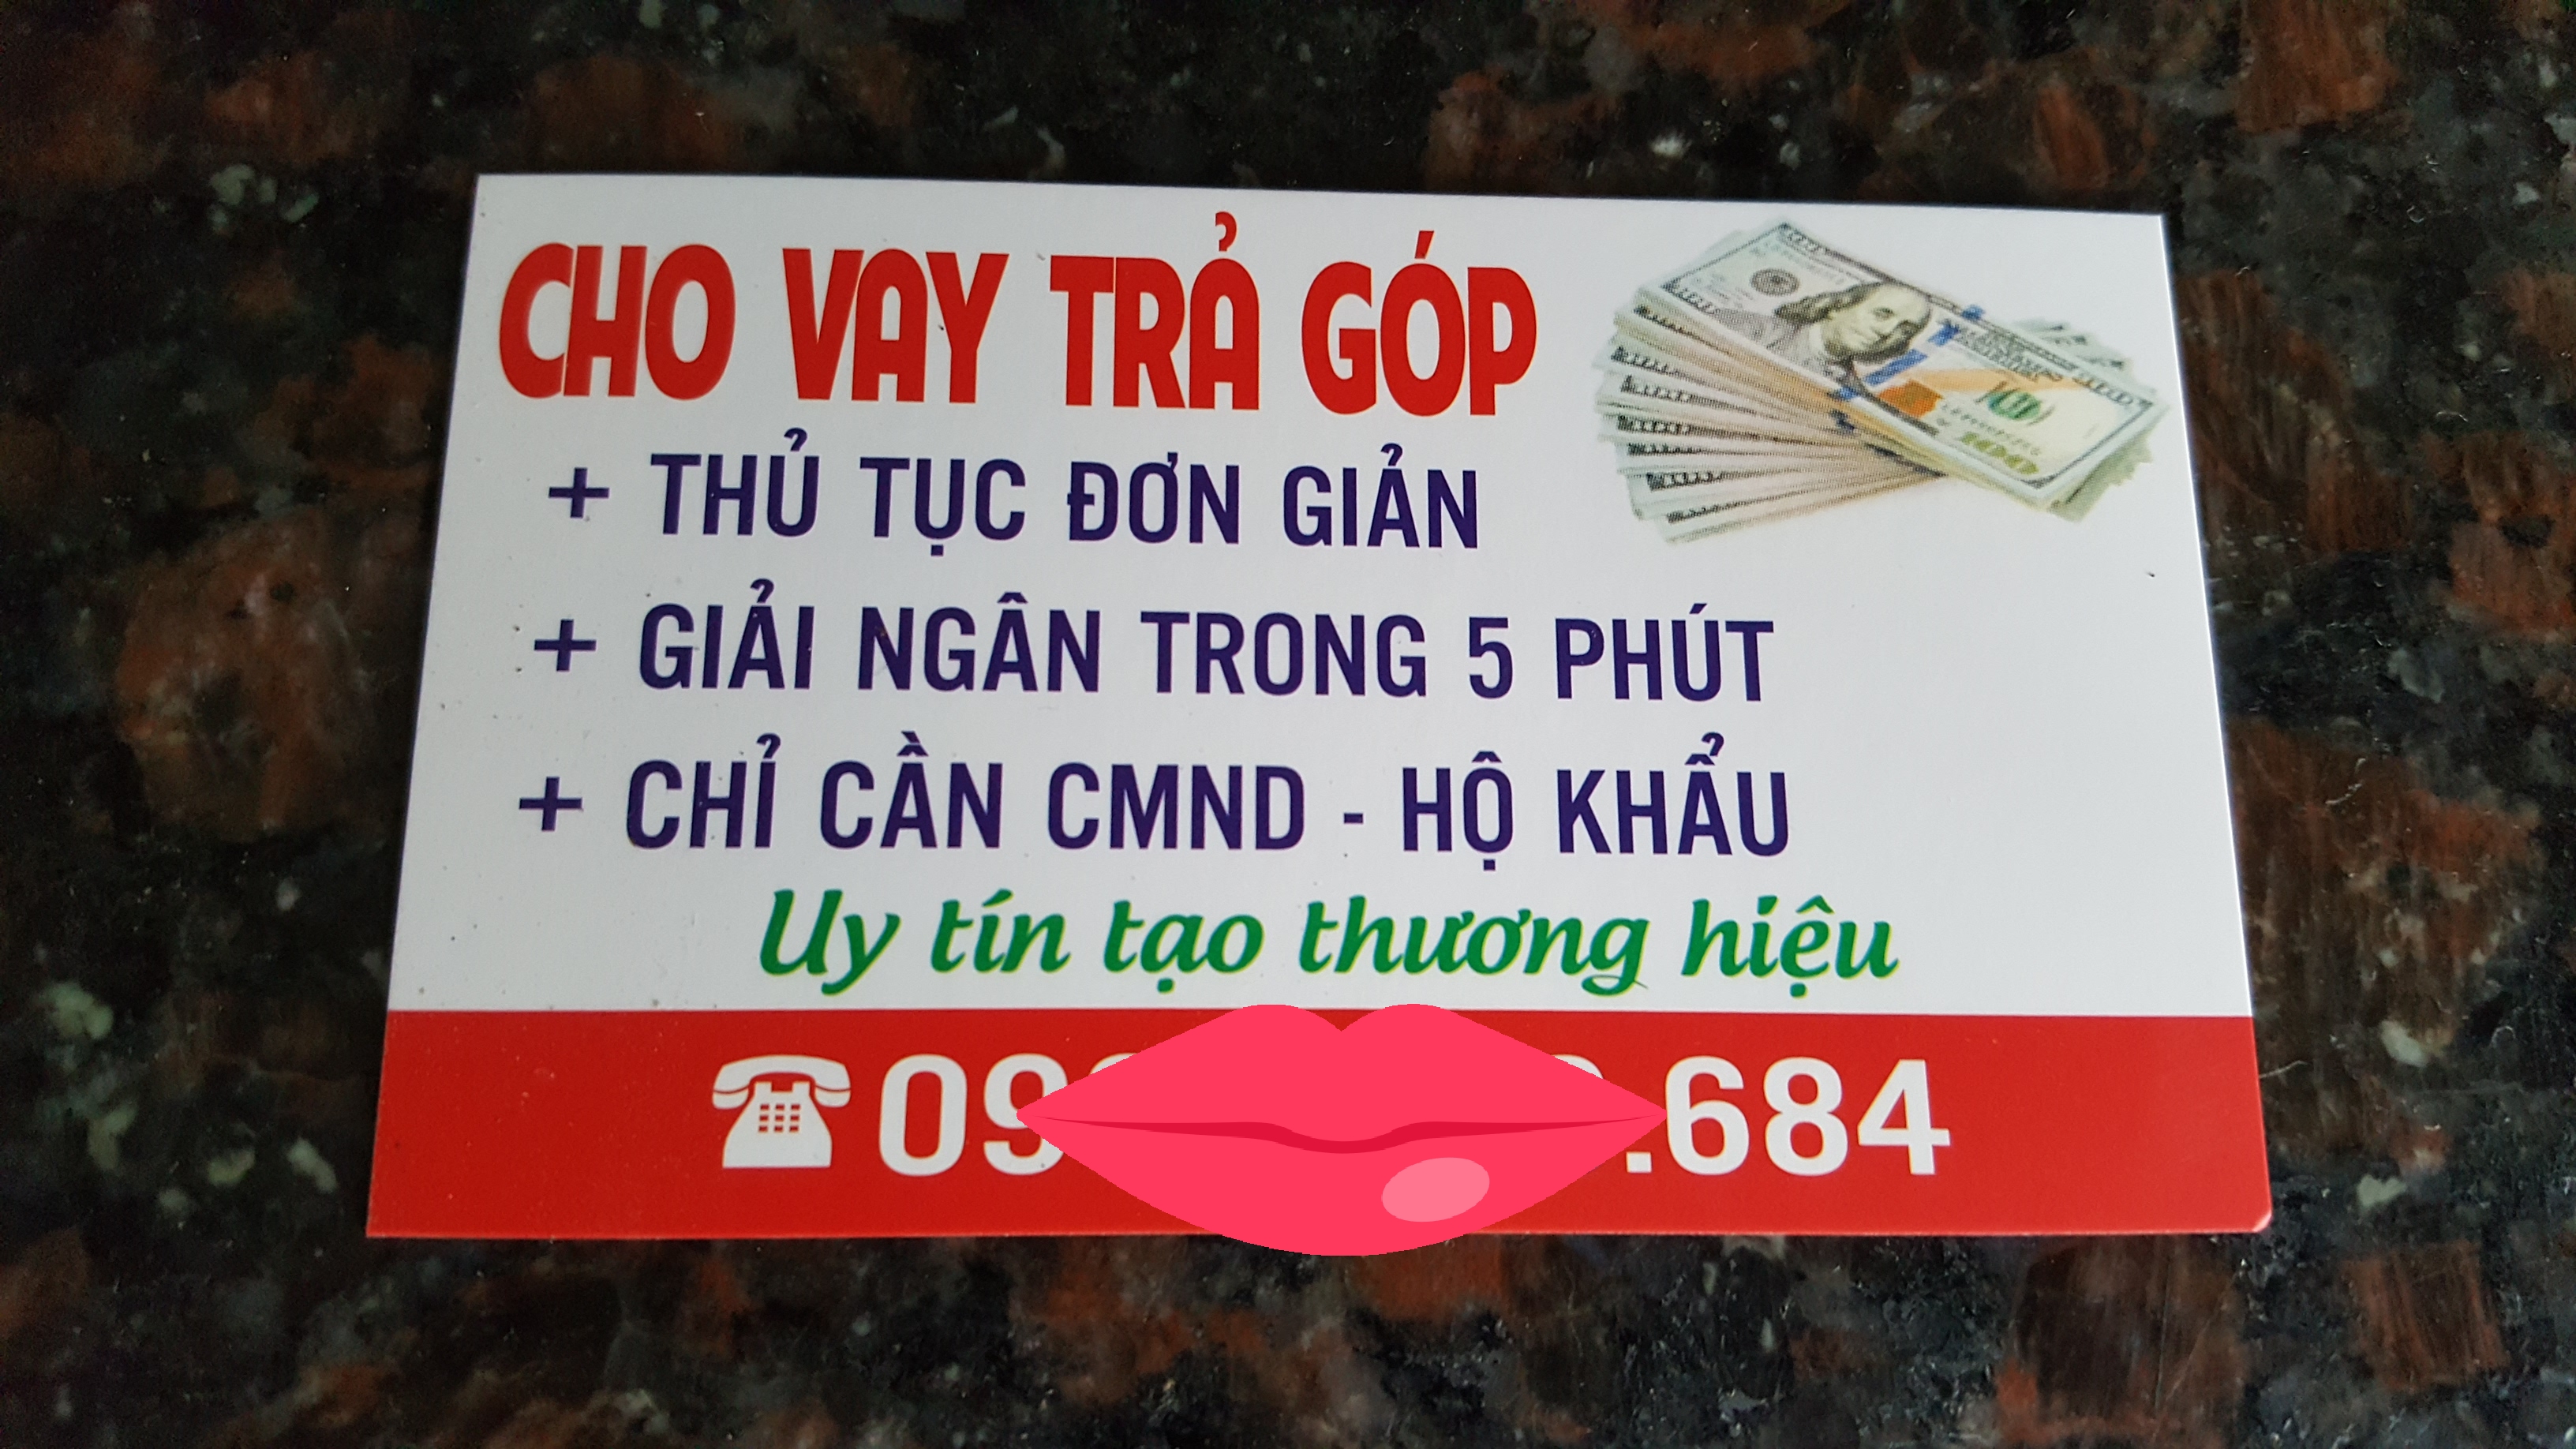 CHO VAY TRẢ GÓP
+ THỦ TỤC ĐƠN GIẢN
+ GIẢI NGÂN TRONG 5 PHÚT
+ CHỈ CẦN CMND - HỘ KHẨU
Uy tín tạo thương hiệu
09 .684